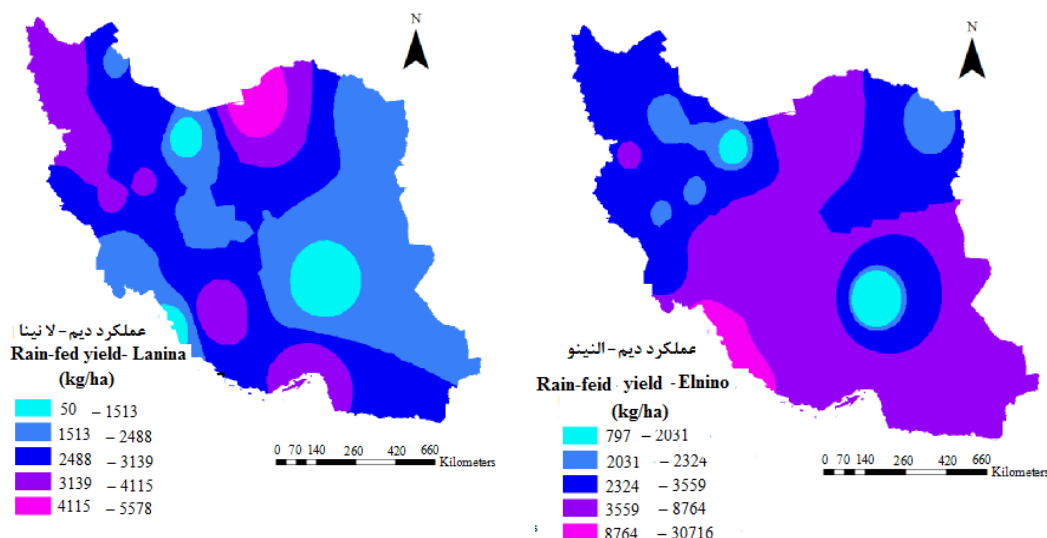 N
عملکرد دیم - لا نینا
Rain-fed yield- Lanina
(kg/ha)
50 – 1513
1513 – 2488
2488 – 3139
3139 – 4115
4115 – 5578
0 70 140 260 420 660
Kilometers
N
عملکرد دیم - النینو
Rain-feid yield - Elnino
(kg/ha)
797 – 2031
2031 – 2324
2324 – 3559
3559 – 8764
8764 – 30716
0 70 140 260 420 660
Kilometers
s